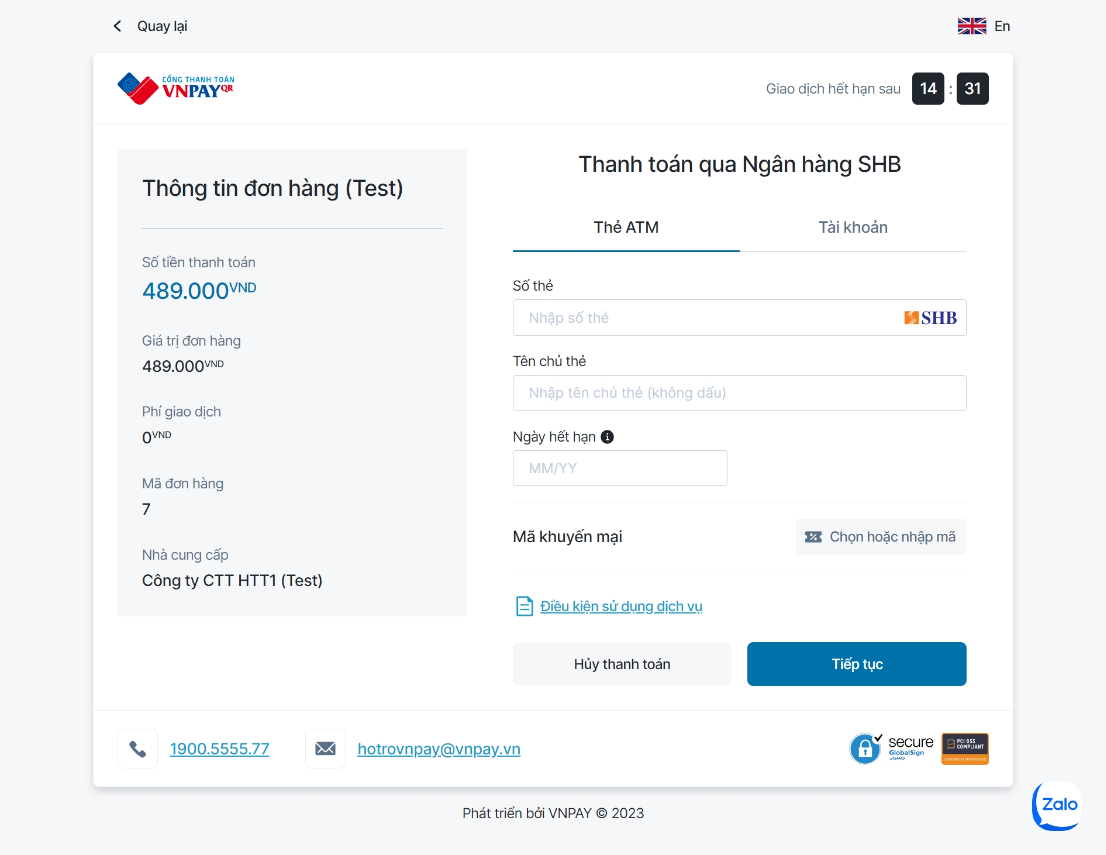 Quay lại
En
CỔNG THANH TOÁN
VNPAYQR
Giao dịch hết hạn sau 14 : 31
Thông tin đơn hàng (Test)
Số tiền thanh toán
489.000VND
Giá trị đơn hàng
489.000VND
Phí giao dịch
0VND
Mã đơn hàng
7
Nhà cung cấp
Công ty CTT HTT1 (Test)
Thanh toán qua Ngân hàng SHB
Thẻ ATM
Tài khoản
Số thẻ
Nhập số thẻ
SHB
Tên chủ thẻ
Nhập tên chủ thẻ (không dấu)
Ngày hết hạn
MM/YY
Mã khuyến mại
Chọn hoặc nhập mã
Điều kiện sử dụng dịch vụ
Hủy thanh toán
Tiếp tục
1900.5555.77
hotrovnpay@vnpay.vn
secure
GlobalSign
PCI DSS
COMPLIANT
Phát triển bởi VNPAY © 2023
Zalo